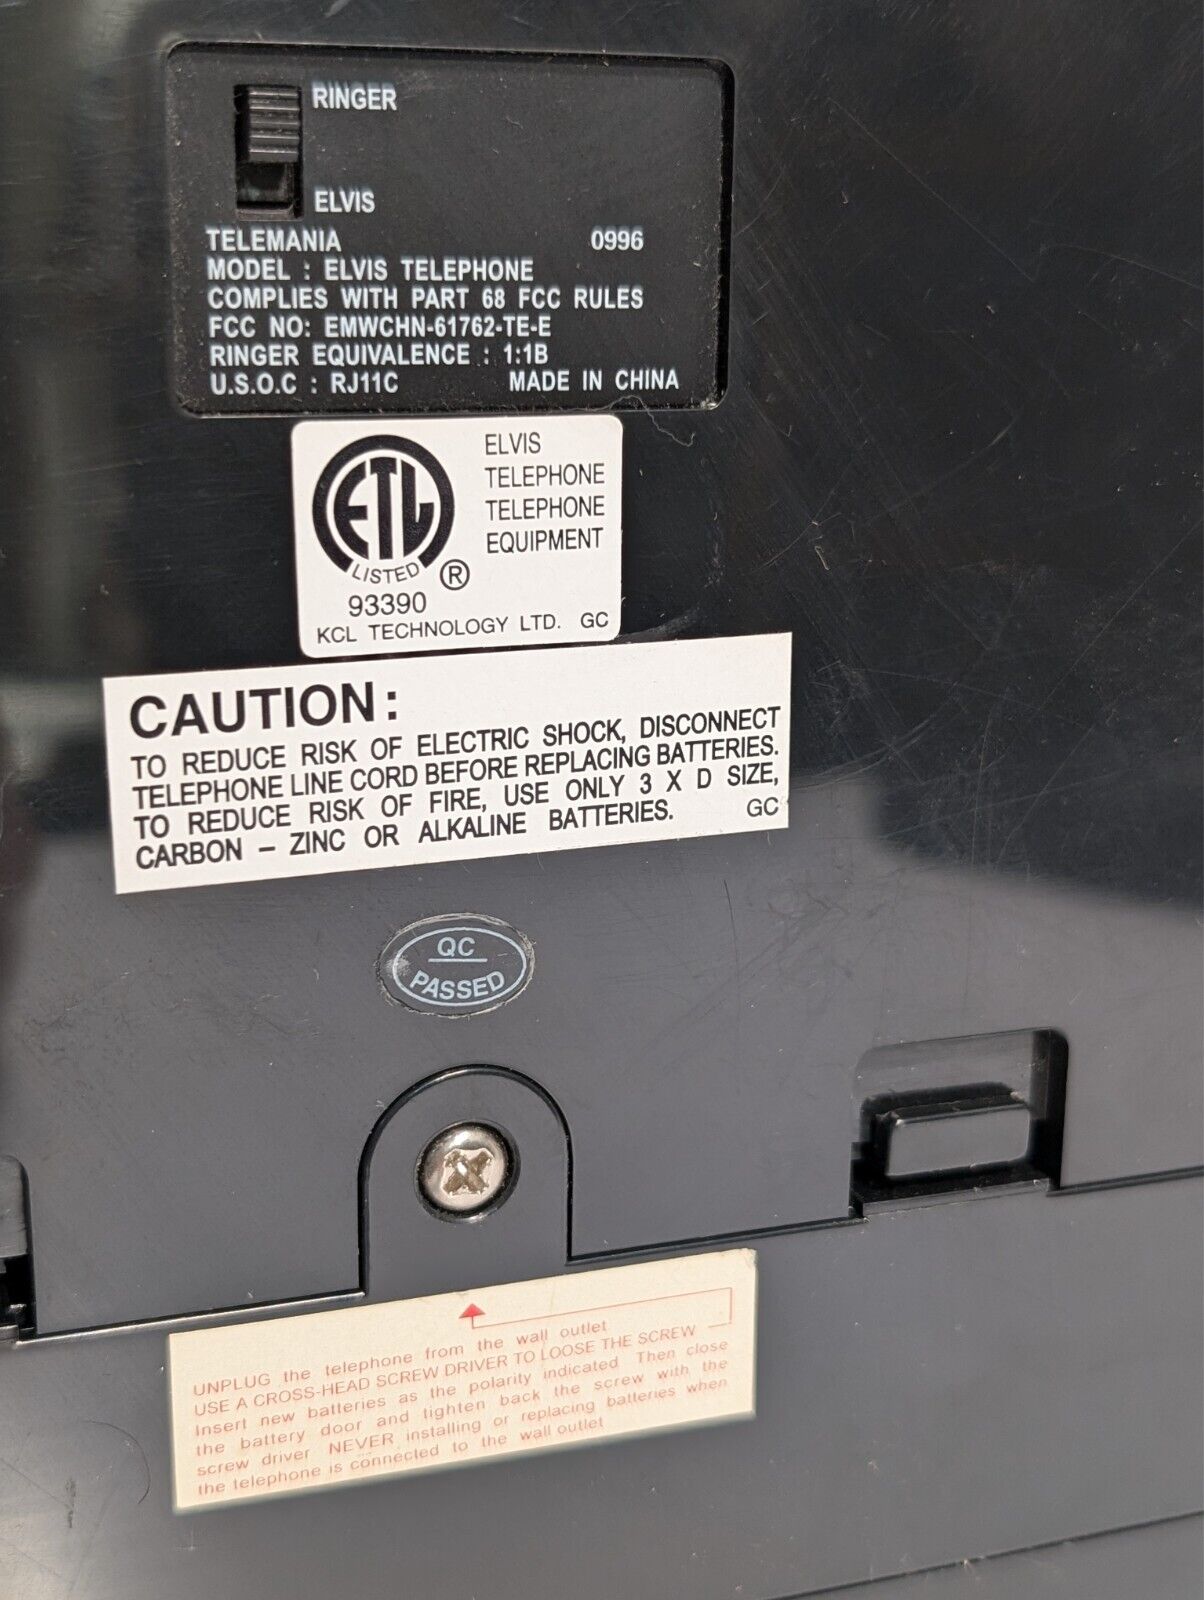 RINGER
ELVIS
TELEMANIA 0996
MODEL : ELVIS TELEPHONE
COMPLIES WITH PART 68 FCC RULES
FCC NO: EMWCHN-61762-TE-E
RINGER EQUIVALENCE : 1:1B
U.S.O.C : RJ11C MADE IN CHINA
ETL
LISTED ®
93390
KCL TECHNOLOGY LTD. GC
ELVIS
TELEPHONE
TELEPHONE
EQUIPMENT
CAUTION:
TO REDUCE RISK OF ELECTRIC SHOCK, DISCONNECT
TELEPHONE LINE CORD BEFORE REPLACING BATTERIES.
TO REDUCE RISK OF FIRE, USE ONLY 3 X D SIZE,
CARBON – ZINC OR ALKALINE BATTERIES. GC
QC
PASSED
UNPLUG the telephone from the wall outlet
USE A CROSS-HEAD SCREW DRIVER TO LOOSE THE SCREW
Insert new batteries as the polarity indicated Then close
the battery door and tighten back the screw with the
screw driver NEVER installing or replacing batteries when
the telephone is connected to the wall outlet